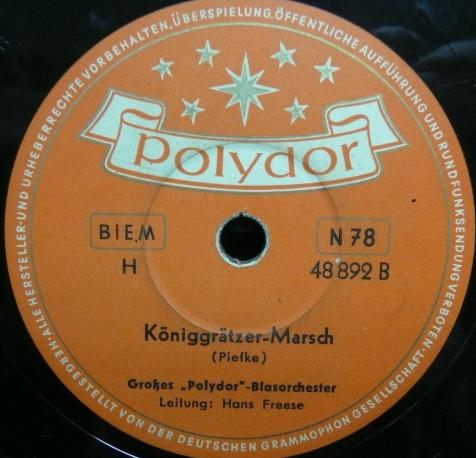 ALLE HERSTELLER-UND URHEBERRECHTE VORBEHALTEN. ÜBERSPIELUNG. ÖFFENTLICHE AUFFÜHRUNG UND RUNDFUNKSENDUNG VERBOTEN.
polydor
BIEM
N 78
H
48 892 B
Königgrätzer-Marsch
(Piefke)
Großes „Polydor"-Blasorchester
Leitung: Hans Freese
HERGESTELLT VON DER DEUTSCHEN GRAMMOPHON GESELLSCHAFT